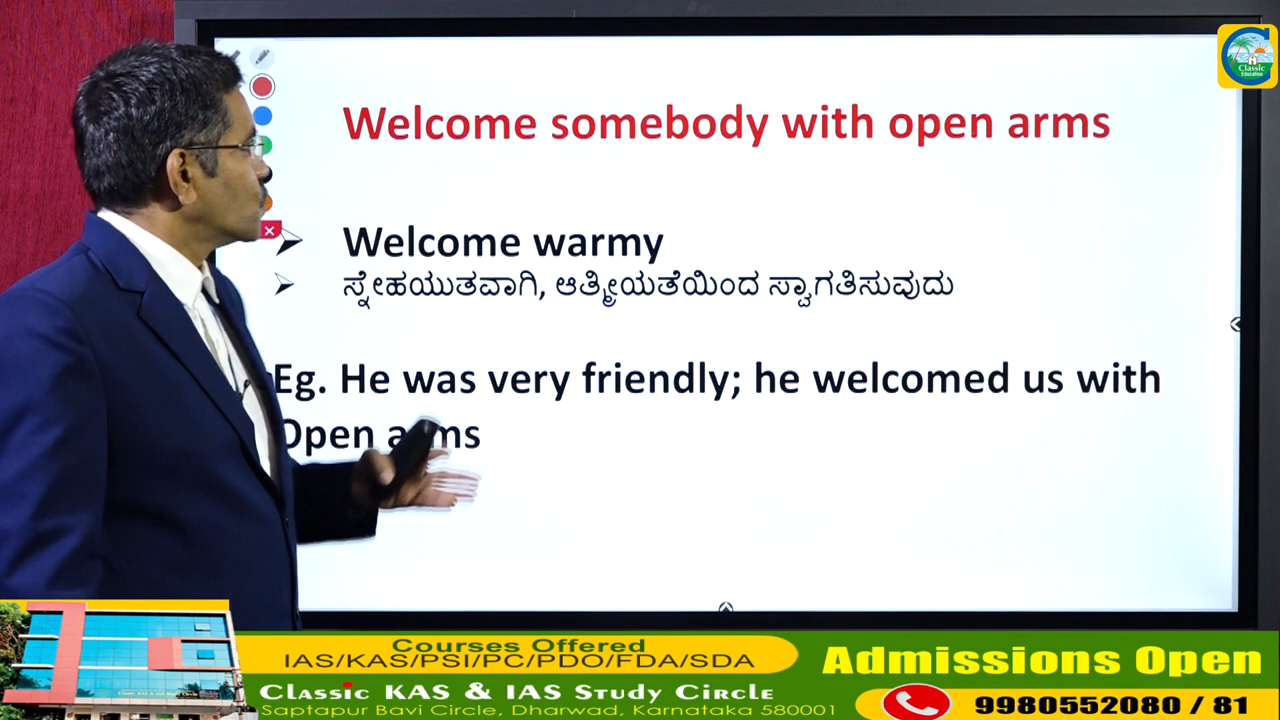 Classic
Education
Welcome somebody with open arms
Welcome warmy
ಸ್ನೇಹಯುತವಾಗಿ, ಆತ್ಮೀಯತೆಯಿಂದ ಸ್ವಾಗತಿಸುವುದು
Eg. He was very friendly; he welcomed us with
Open arms
Courses Offered
IAS/KAS/PSI/PC/PDO/FDA/SDA
Classic KAS & IAS Study Circle
Saptapur Bavi Circle, Dharwad, Karnataka 580001
Admissions Open
9980552080 / 81